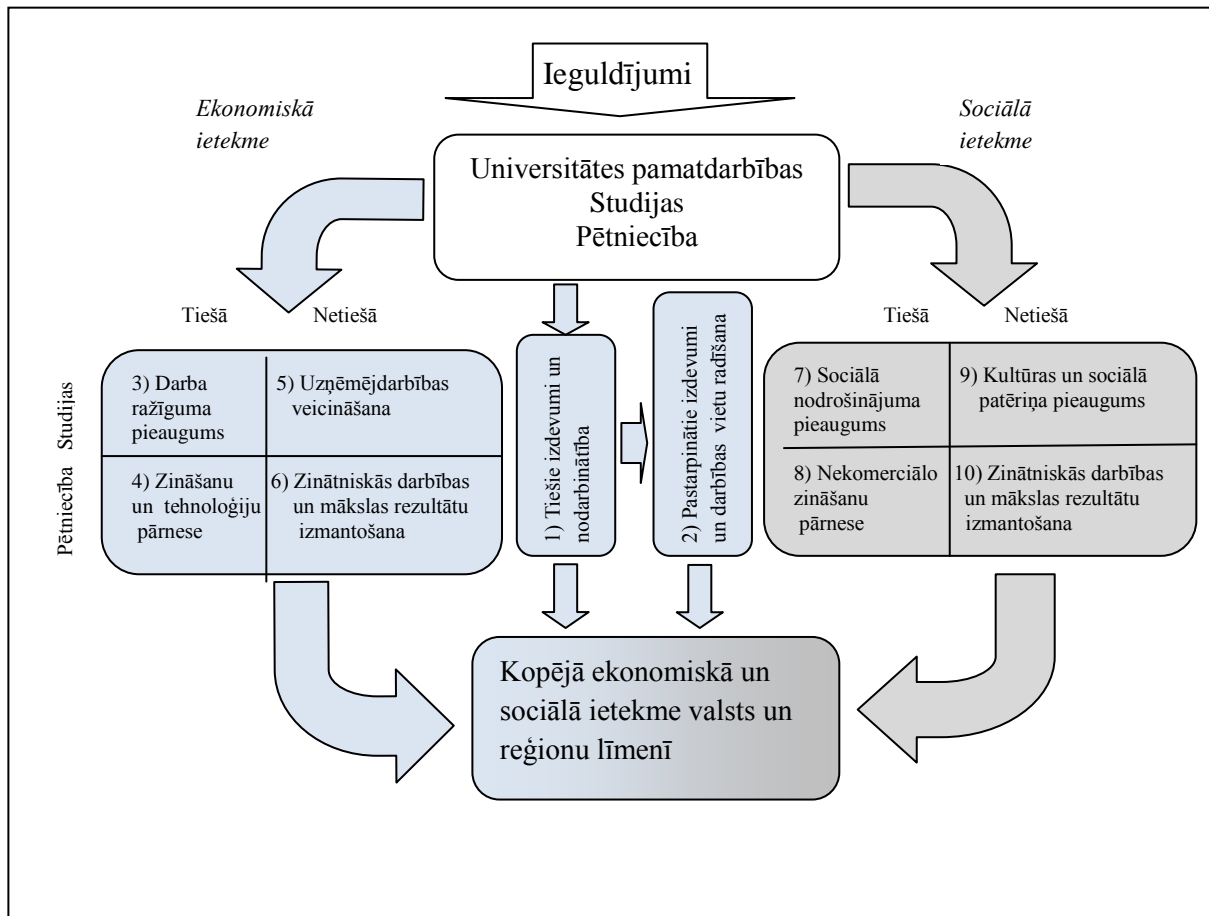 Ieguldījumi
Ekonomiskā
ietekme
Sociālā
ietekme
Universitātes pamatdarbības
Studijas
Pētniecība
Tiešā
Netiešā
Tiešā
Netiešā
Pētniecība Studijas
3) Darba
ražīguma
pieaugums
5) Uzņēmējdarbības
veicināšana
4) Zināšanu
un tehnoloģiju
pārnese
6) Zinātniskās darbības
un mākslas rezultātu
izmantošana
1) Tiešie izdevumi un
nodarbinātība
2) Pastarpinātie izdevumi
un darbības vietu radīšana
7) Sociālā
nodrošinājuma
pieaugums
9) Kultūras un sociālā
patēriņa pieaugums
8) Nekomerciālo
zināšanu
pārnese
10) Zinātniskās darbības
un mākslas rezultātu
izmantošana
Kopējā ekonomiskā un
sociālā ietekme valsts un
reģionu līmenī